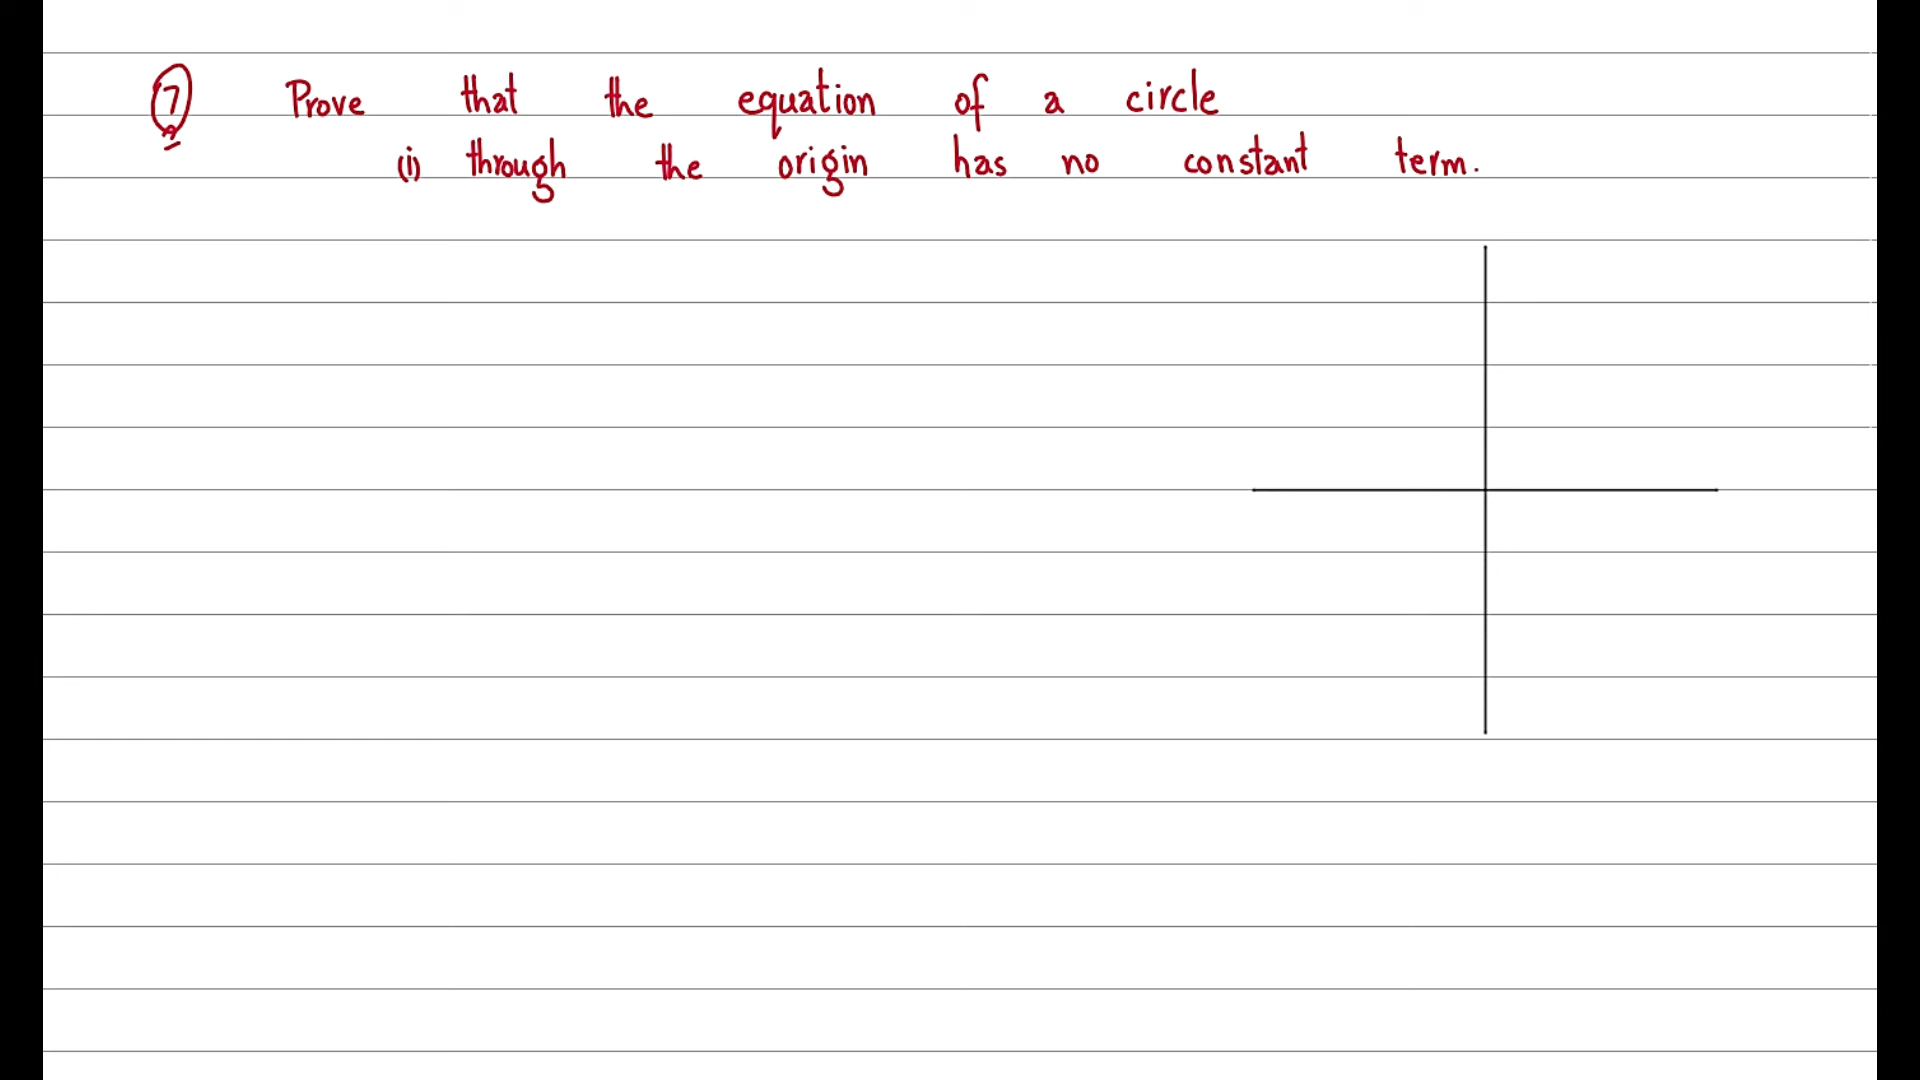 7 Prove that the equation of a circle
(i) through the origin has no constant term.